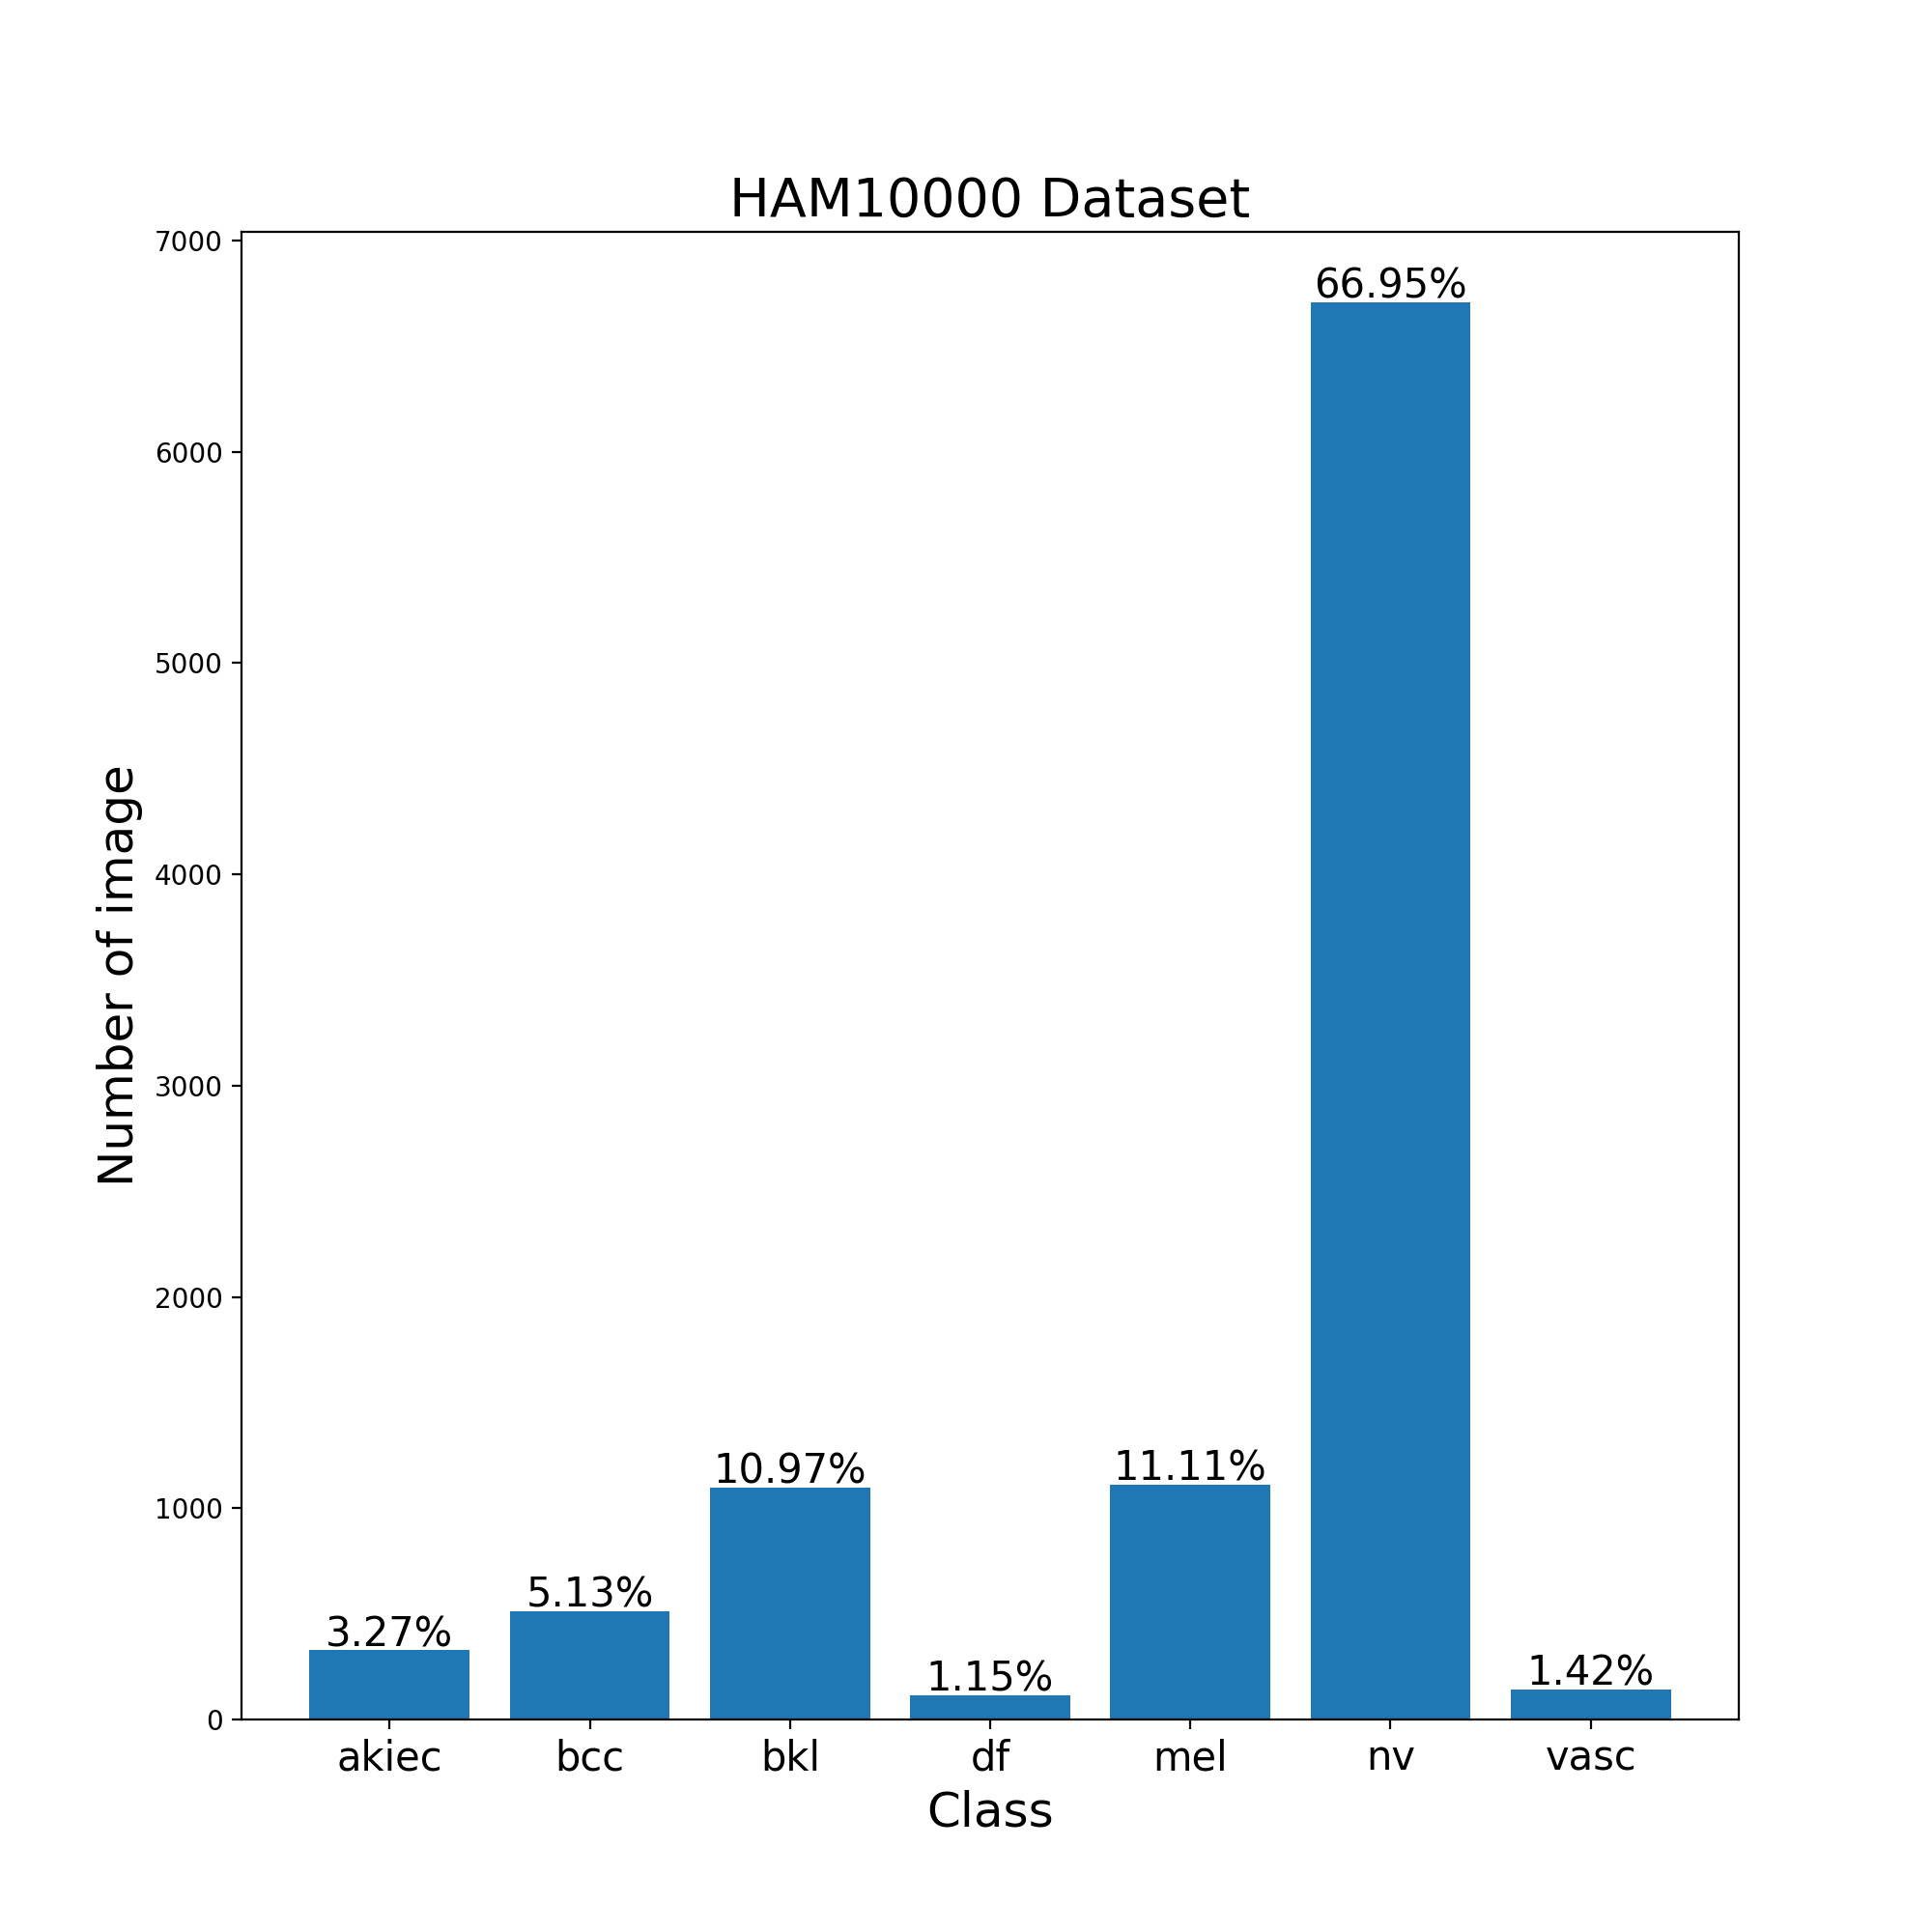 HAM10000 Dataset
7000
6000
5000
4000
3000
2000
1000
0
Number of image
3.27%
5.13%
10.97%
1.15%
11.11%
66.95%
1.42%
akiec
bcc
bkl
df
mel
nv
vasc
Class